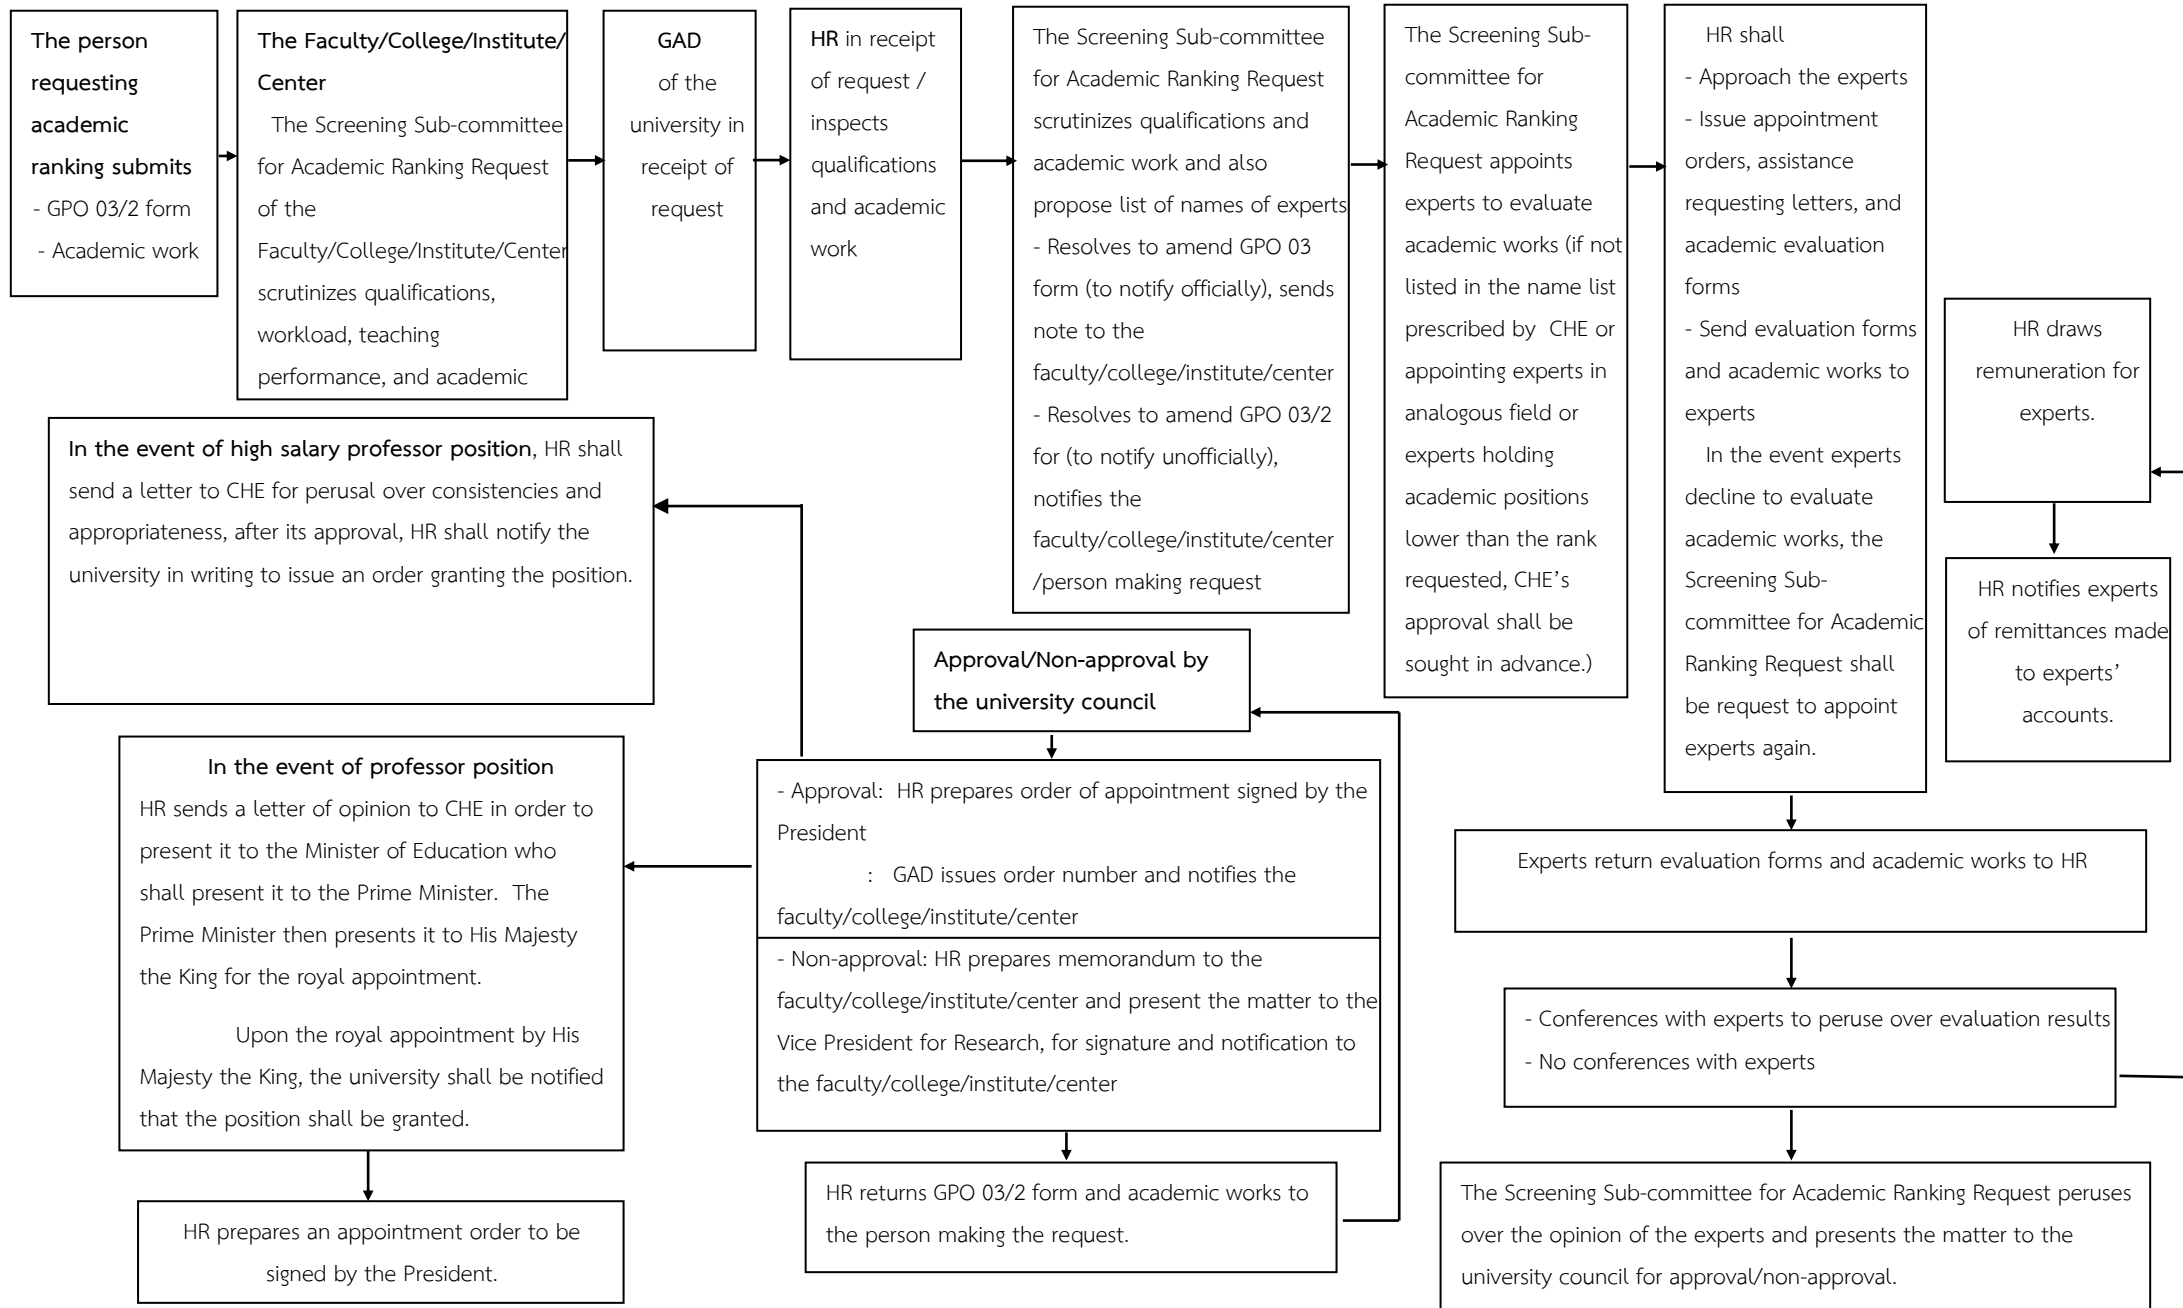 The person
requesting
academic
ranking submits
- GPO 03/2 form
- Academic work
The Faculty/College/Institute/
Center
The Screening Sub-committee
for Academic Ranking Request
of the
Faculty/College/Institute/Center
scrutinizes qualifications,
workload, teaching
performance, and academic
GAD
of the
university in
receipt of
request
HR in receipt
of request /
inspects
qualifications
and academic
work
The Screening Sub-committee
for Academic Ranking Request
scrutinizes qualifications and
academic work and also
propose list of names of experts
- Resolves to amend GPO 03
form (to notify officially), sends
note to the
faculty/college/institute/center
- Resolves to amend GPO 03/2
for (to notify unofficially),
notifies the
faculty/college/institute/center
/person making request
The Screening Sub-
committee for
Academic Ranking
Request appoints
experts to evaluate
academic works (if not
listed in the name list
prescribed by CHE or
appointing experts in
analogous field or
experts holding
academic positions
lower than the rank
requested, CHE's
approval shall be
sought in advance.)
HR shall
- Approach the experts
- Issue appointment
orders, assistance
requesting letters, and
academic evaluation
forms
- Send evaluation forms
and academic works to
experts
In the event experts
decline to evaluate
academic works, the
Screening Sub-
committee for Academic
Ranking Request shall
be request to appoint
experts again.
HR draws
remuneration for
experts.
HR notifies experts
of remittances made
to experts'
accounts.
Experts return evaluation forms and academic works to HR
- Conferences with experts to peruse over evaluation results
- No conferences with experts
The Screening Sub-committee for Academic Ranking Request peruses
over the opinion of the experts and presents the matter to the
university council for approval/non-approval.
Approval/Non-approval by
the university council
- Approval: HR prepares order of appointment signed by the
President
: GAD issues order number and notifies the
faculty/college/institute/center
- Non-approval: HR prepares memorandum to the
faculty/college/institute/center and present the matter to the
Vice President for Research, for signature and notification to
the faculty/college/institute/center
HR returns GPO 03/2 form and academic works to
the person making the request.
In the event of high salary professor position, HR shall
send a letter to CHE for perusal over consistencies and
appropriateness, after its approval, HR shall notify the
university in writing to issue an order granting the position.
In the event of professor position
HR sends a letter of opinion to CHE in order to
present it to the Minister of Education who
shall present it to the Prime Minister. The
Prime Minister then presents it to His Majesty
the King for the royal appointment.
Upon the royal appointment by His
Majesty the King, the university shall be notified
that the position shall be granted.
HR prepares an appointment order to be
signed by the President.